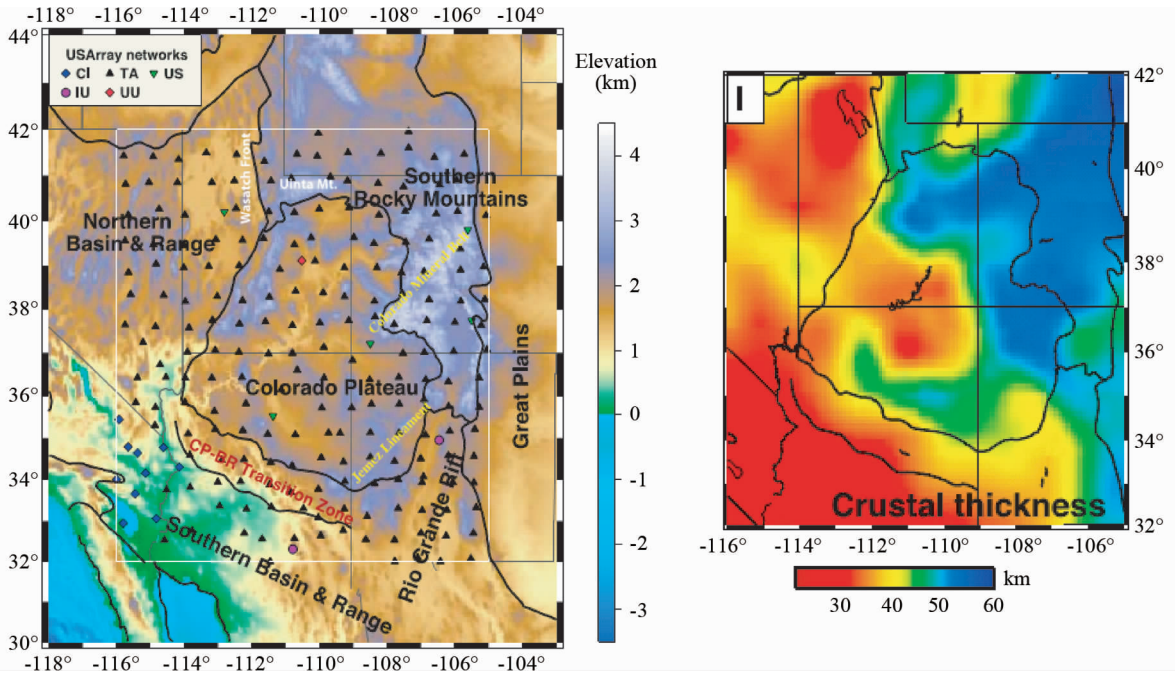 -118° -116° -114° -112° -110° -108° -106° -104°
44°
42°
40°
38°
36°
34°
32°
30°
USArray networks
CI TA US
IU UU
Wasatch Front
Uinta Mt.
Southern
Rocky Mountains
Northern
Basin & Range
Colorado Mineral Belt
Colorado Plateau
Great Plains
Jemez Lineament
CP-BR Transition Zone
Rio Grande Rift
Southern Basin & Range
-118° -116° -114° -112° -110° -108° -106° -104°
Elevation
(km)
4
3
2
1
0
-1
-2
-3
I
42°
40°
38°
36°
34°
32°
Crustal thickness
-116° -114° -112° -110° -108° -106°
km
30 40 50 60